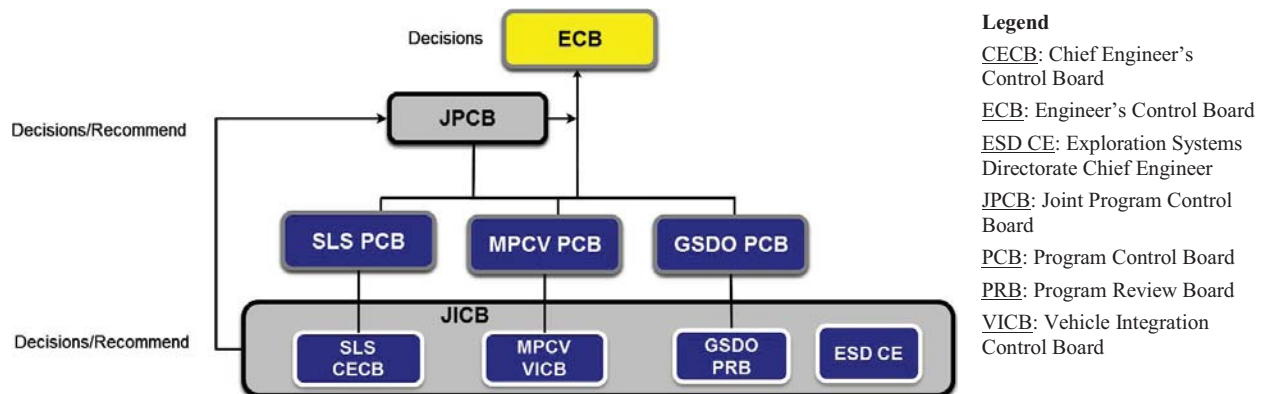 Decisions
ECB
JPCB
Decisions/Recommend
SLS PCB
MPCV PCB
GSDO PCB
JICB
Decisions/Recommend
SLS
CECB
MPCV
VICB
GSDO
PRB
ESD CE
Legend
CECB: Chief Engineer’s
Control Board
ECB: Engineer’s Control Board
ESD CE: Exploration Systems
Directorate Chief Engineer
JPCB: Joint Program Control
Board
PCB: Program Control Board
PRB: Program Review Board
VICB: Vehicle Integration
Control Board